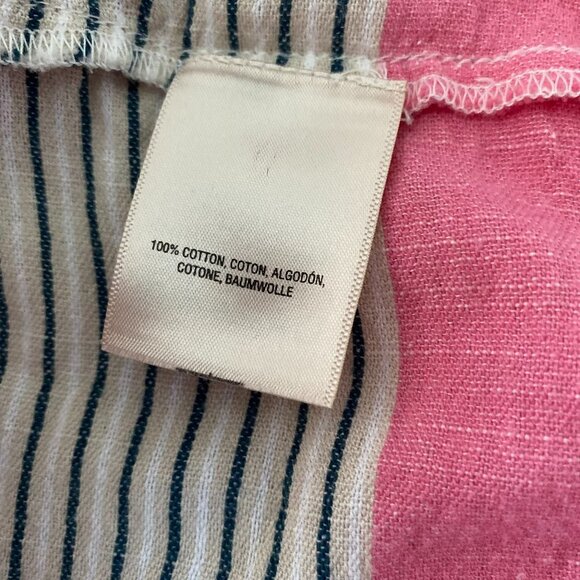 100% COTTON, COTON, ALGODÓN,
COTONE, BAUMWOLLE